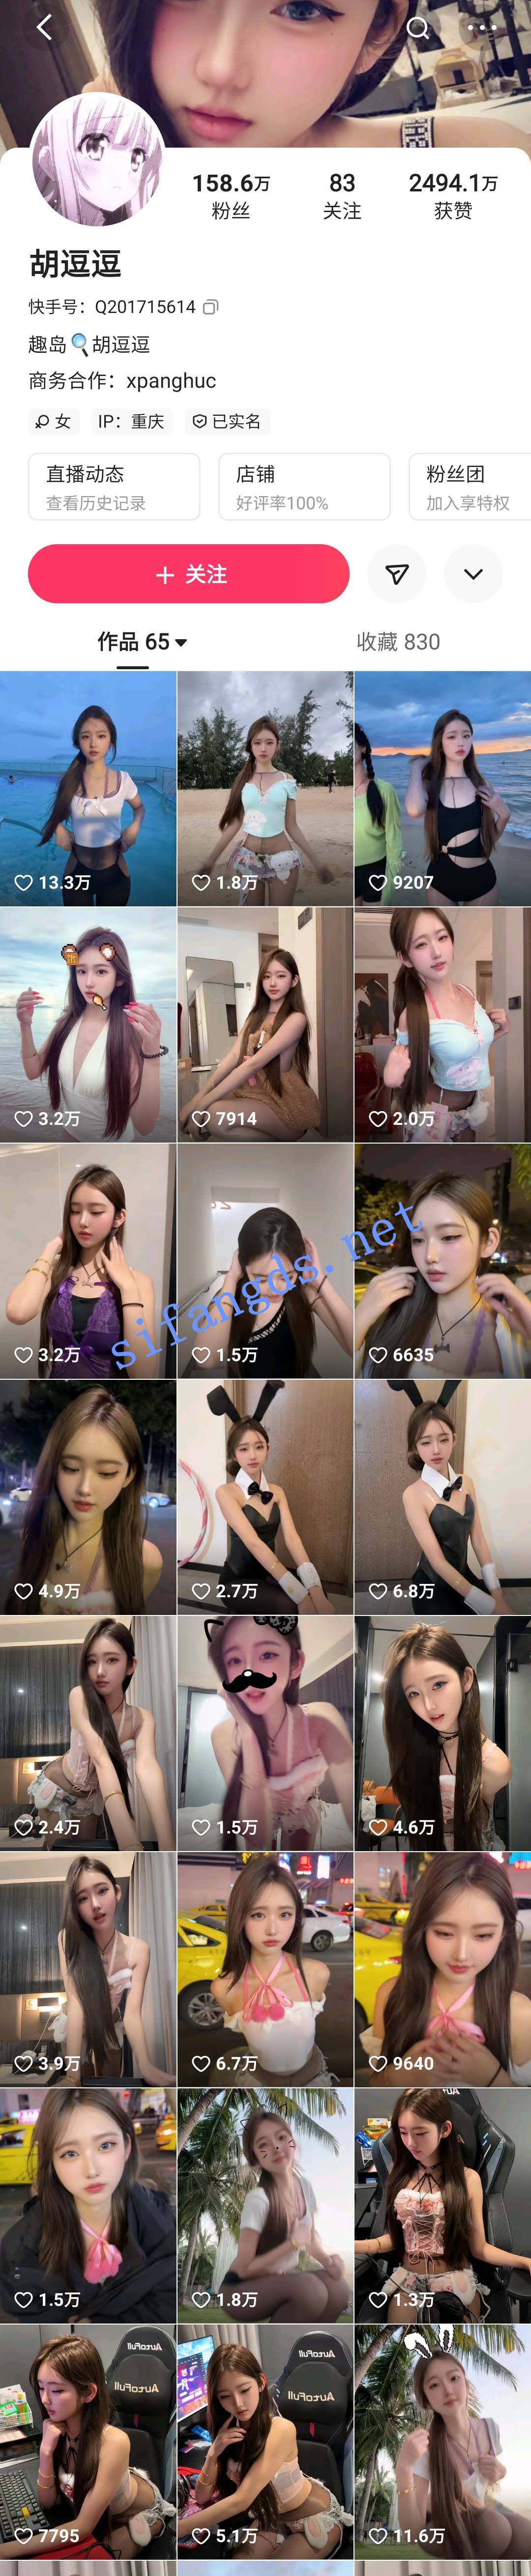 158.6万
83
2494.1万
粉丝
关注
获赞
胡逗逗
快手号：Q201715614
趣岛🔍胡逗逗
商务合作：xpanghuc
女
IP：重庆
已实名
直播动态
店铺
粉丝团
查看历史记录
好评率100%
加入享特权
关注
作品 65
收藏 830
13.3万
1.8万
9207
3.2万
7914
2.0万
3.2万
1.5万
6635
sifangds.net
4.9万
2.7万
6.8万
2.4万
1.5万
4.6万
3.9万
6.7万
9640
1.5万
1.8万
1.3万
AutoFull
AutoFull
AutoFull
AutoFull
7795
5.1万
11.6万